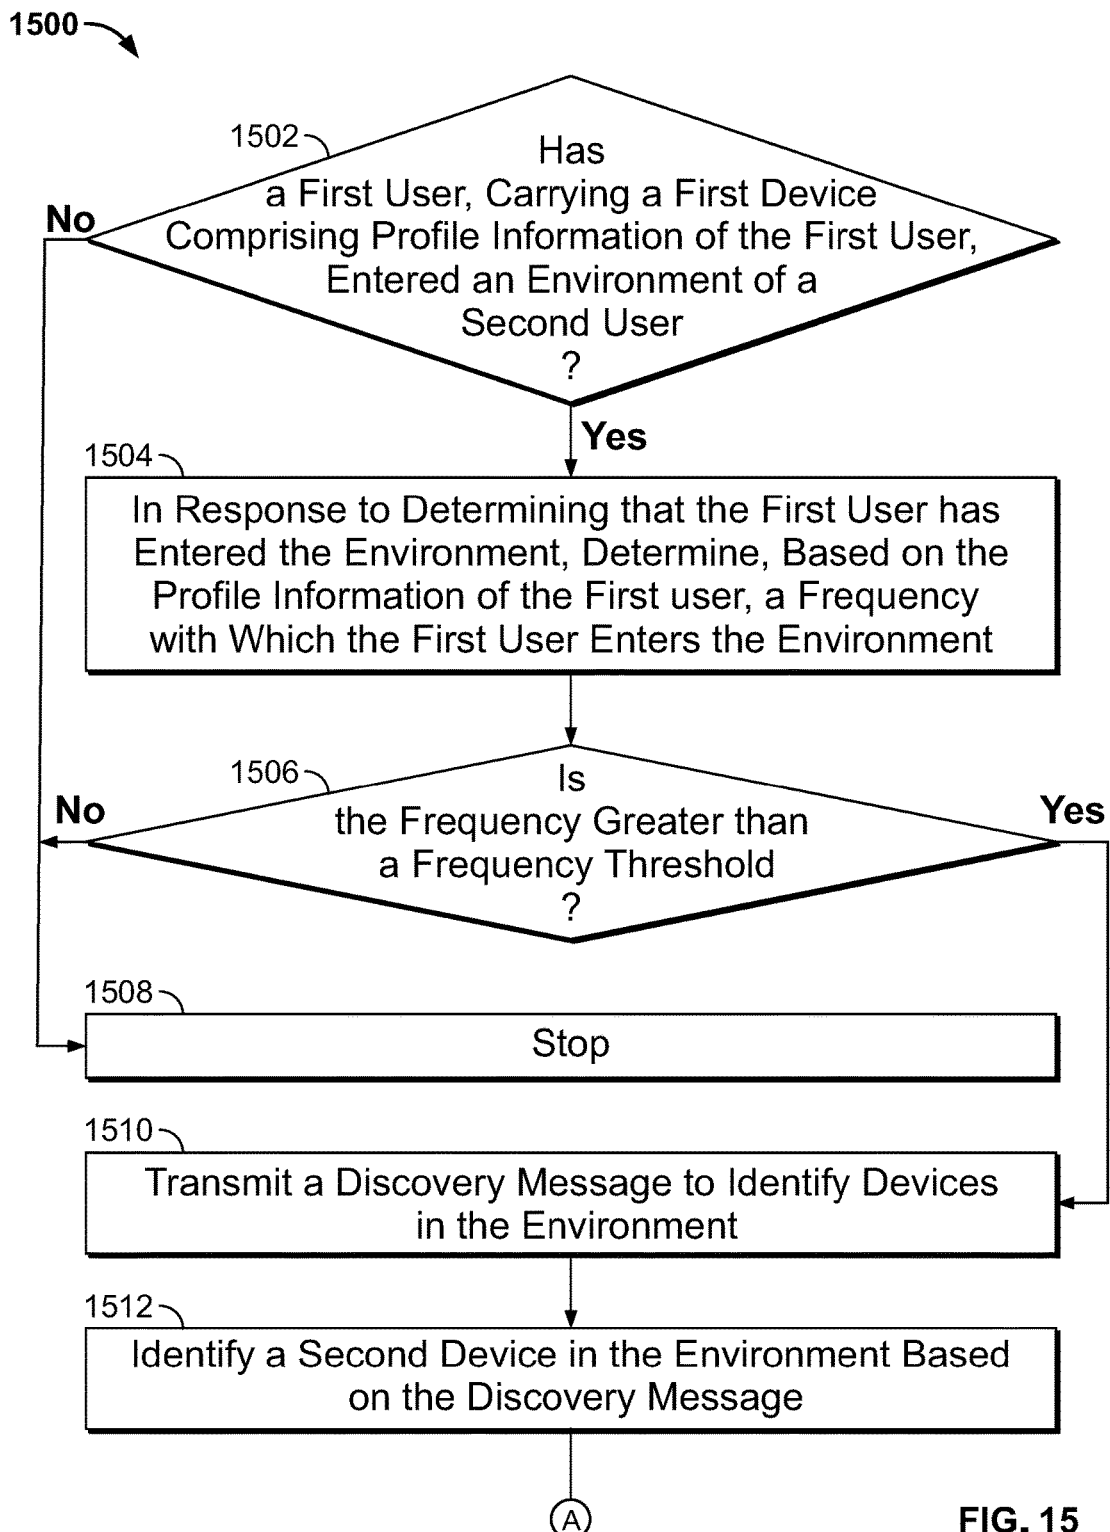 1500
1502
Has
a First User, Carrying a First Device
Comprising Profile Information of the First User,
Entered an Environment of a
Second User
?
No
Yes
1504
In Response to Determining that the First User has
Entered the Environment, Determine, Based on the
Profile Information of the First user, a Frequency
with Which the First User Enters the Environment
1506
Is
the Frequency Greater than
a Frequency Threshold
?
No
Yes
1508
Stop
1510
Transmit a Discovery Message to Identify Devices
in the Environment
1512
Identify a Second Device in the Environment Based
on the Discovery Message
A
FIG. 15